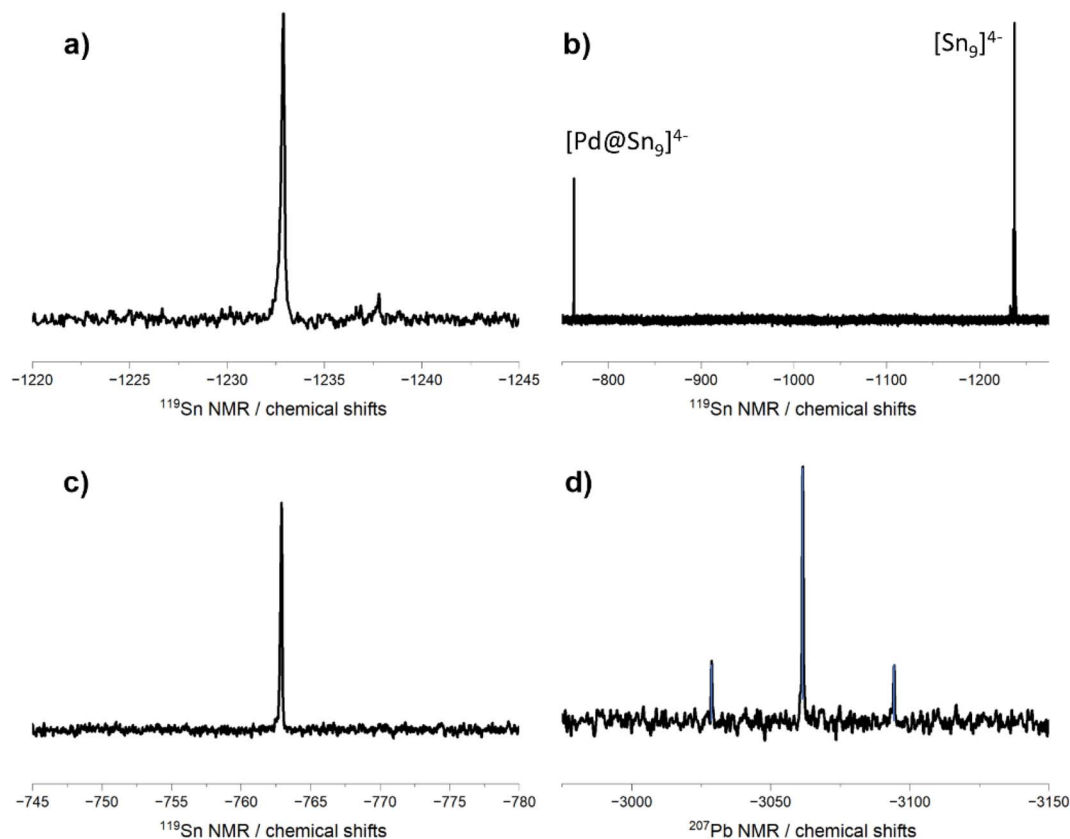 a)
−1220 −1225 −1230 −1235 −1240 −1245
¹¹⁹Sn NMR / chemical shifts
b)
[Sn₉]⁴⁻
[Pd@Sn₉]⁴⁻
−800 −900 −1000 −1100 −1200
¹¹⁹Sn NMR / chemical shifts
c)
−745 −750 −755 −760 −765 −770 −775 −780
¹¹⁹Sn NMR / chemical shifts
d)
−3000 −3050 −3100 −3150
²⁰⁷Pb NMR / chemical shifts